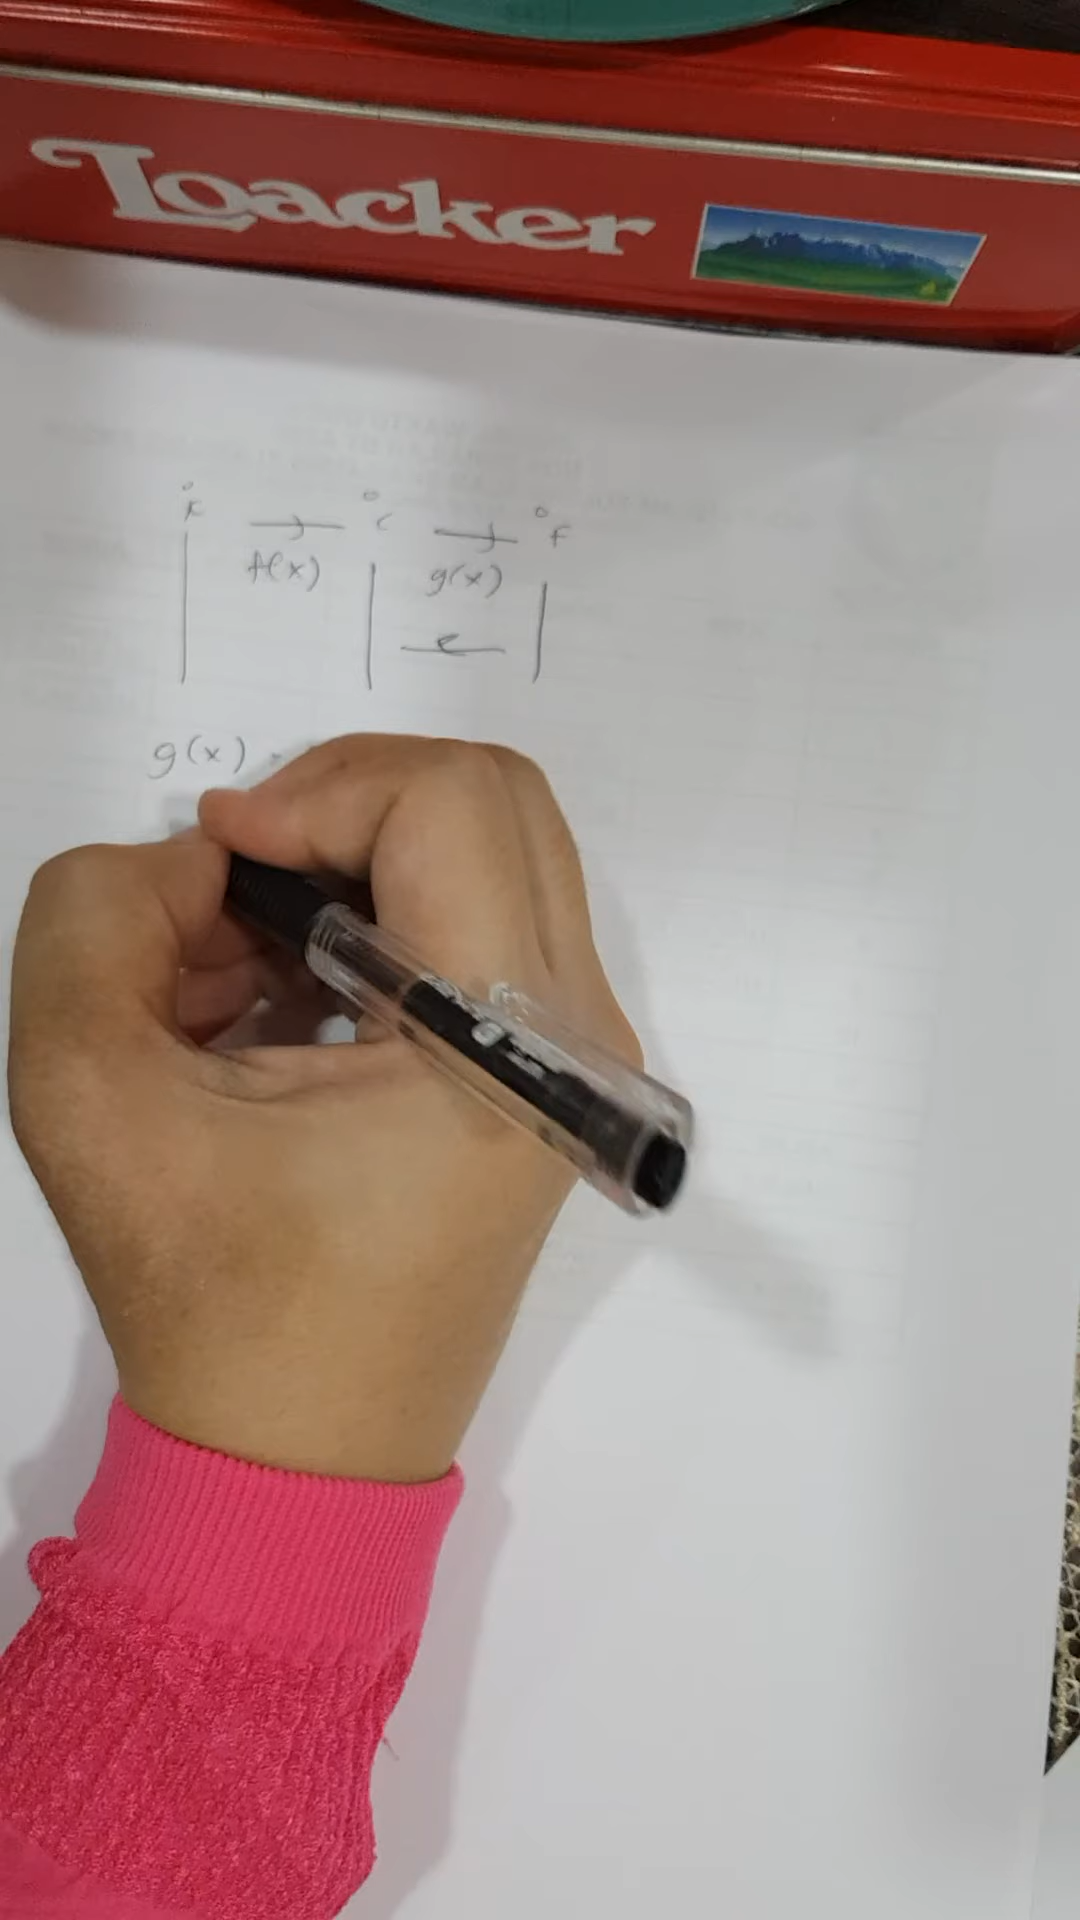 Loacker
°K → °C → °F
f(x) g(x)
←
g(x)